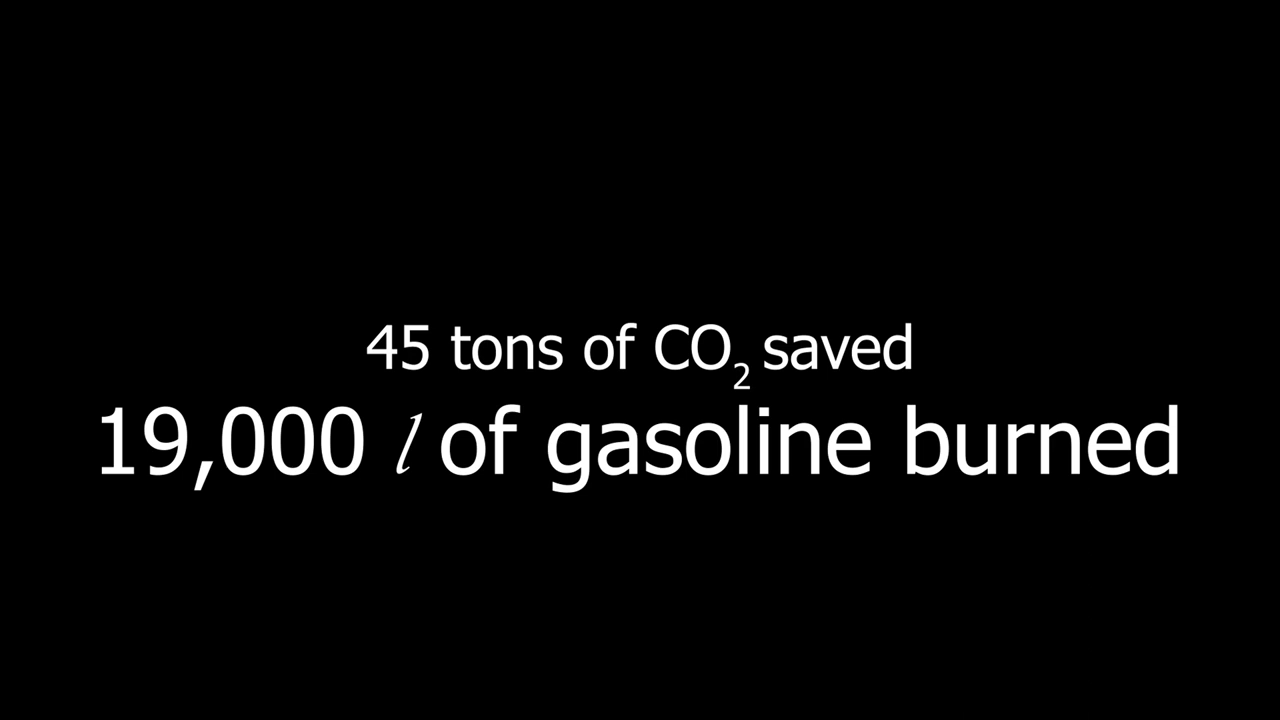 45 tons of CO₂ saved
19,000 l of gasoline burned